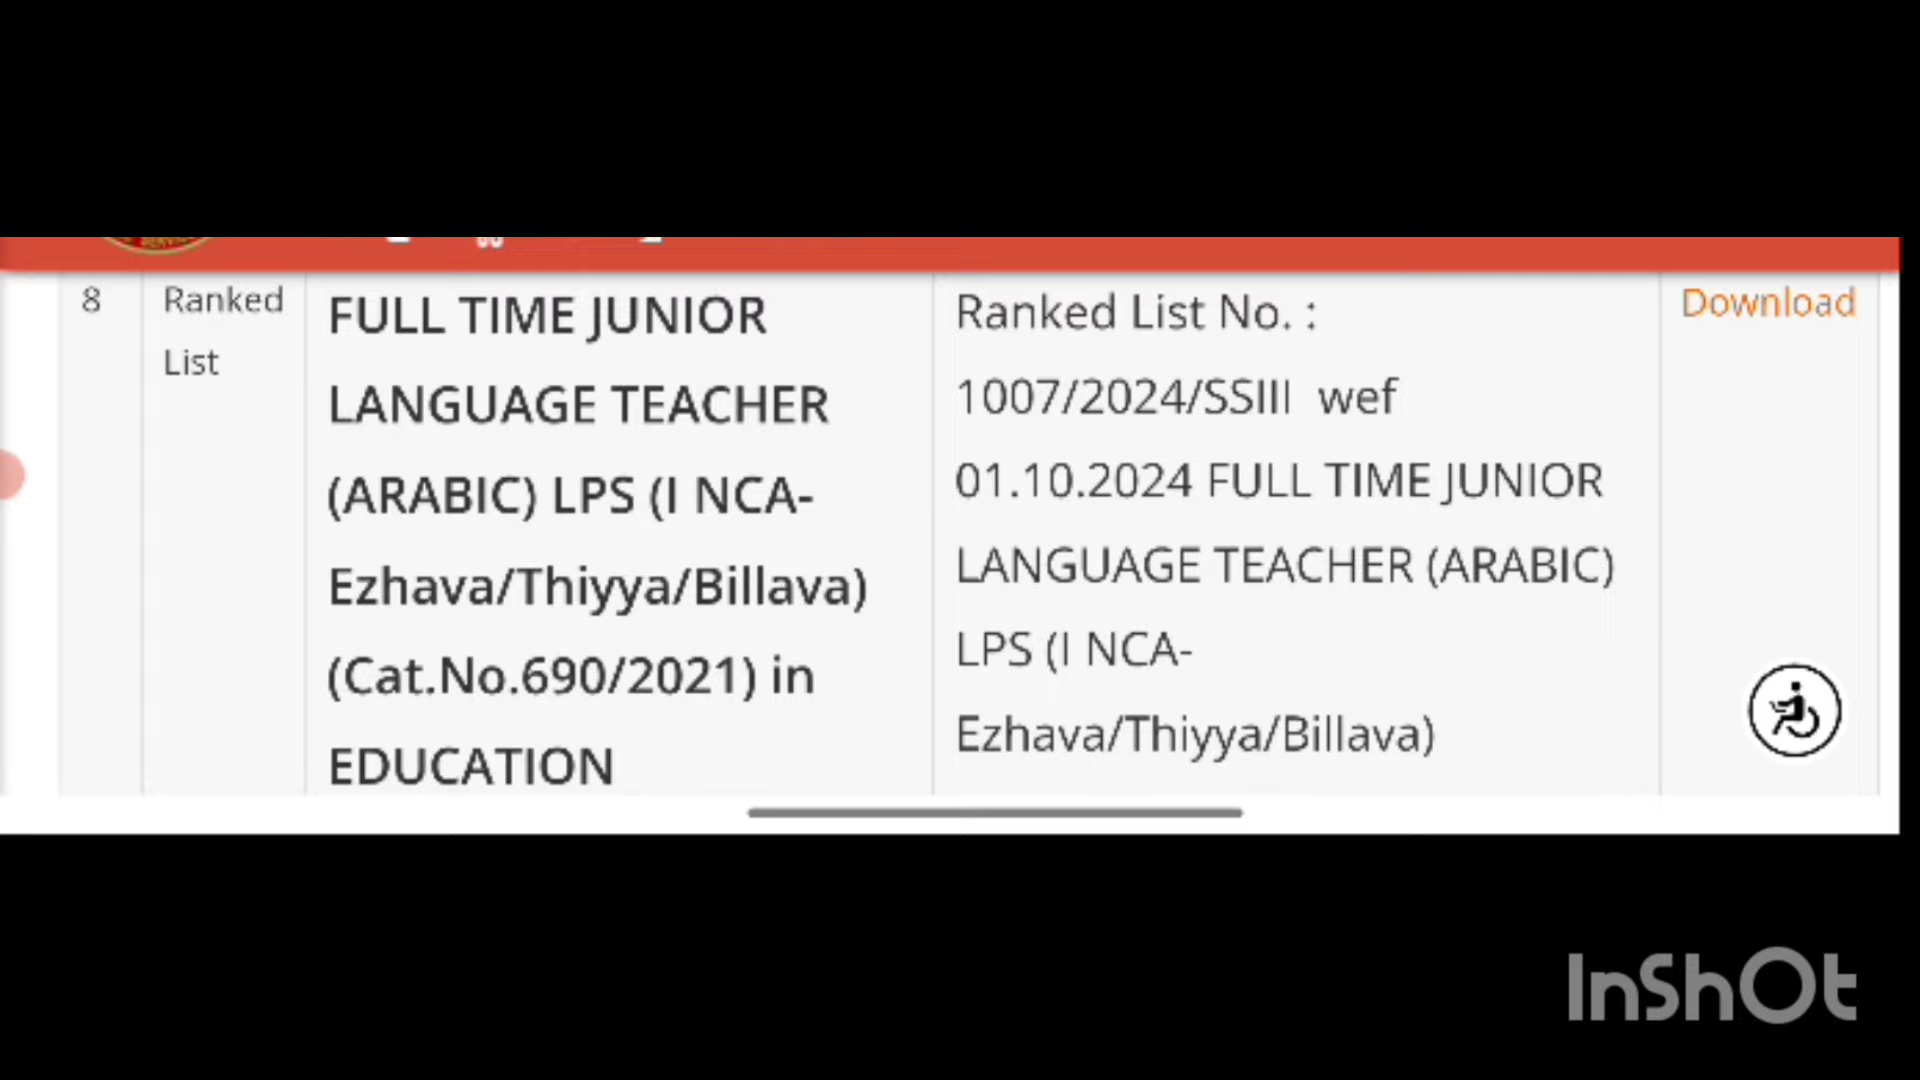 SERVICE
8
Ranked
List
FULL TIME JUNIOR
LANGUAGE TEACHER
(ARABIC) LPS (I NCA-
Ezhava/Thiyya/Billava)
(Cat.No.690/2021) in
EDUCATION
Ranked List No. :
1007/2024/SSIII wef
01.10.2024 FULL TIME JUNIOR
LANGUAGE TEACHER (ARABIC)
LPS (I NCA-
Ezhava/Thiyya/Billava)
Download
InShOt